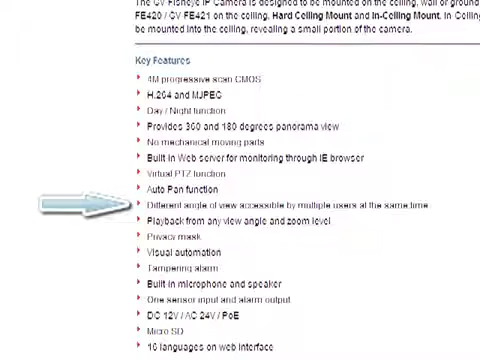 The GV-Fisheye IP Camera is designed to be mounted on the ceiling, wall or ground
FE420 / GV-FE421 on the ceiling, Hard Ceiling Mount and In-Ceiling Mount. In-Ceiling
be mounted into the ceiling, revealing a small portion of the camera.
Key Features
4M progressive scan CMOS
H.264 and MJPEG
Day / Night function
Provides 360 and 180 degrees panorama view
No mechanical moving parts
Built in Web server for monitoring through IE browser
Virtual PTZ function
Auto Pan function
Different angle of view accessible by multiple users at the same time
Playback from any view angle and zoom level
Privacy mask
Visual automation
Tampering alarm
Built-in microphone and speaker
One sensor input and alarm output
DC 12V / AC 24V / PoE
Micro SD
16 languages on web interface